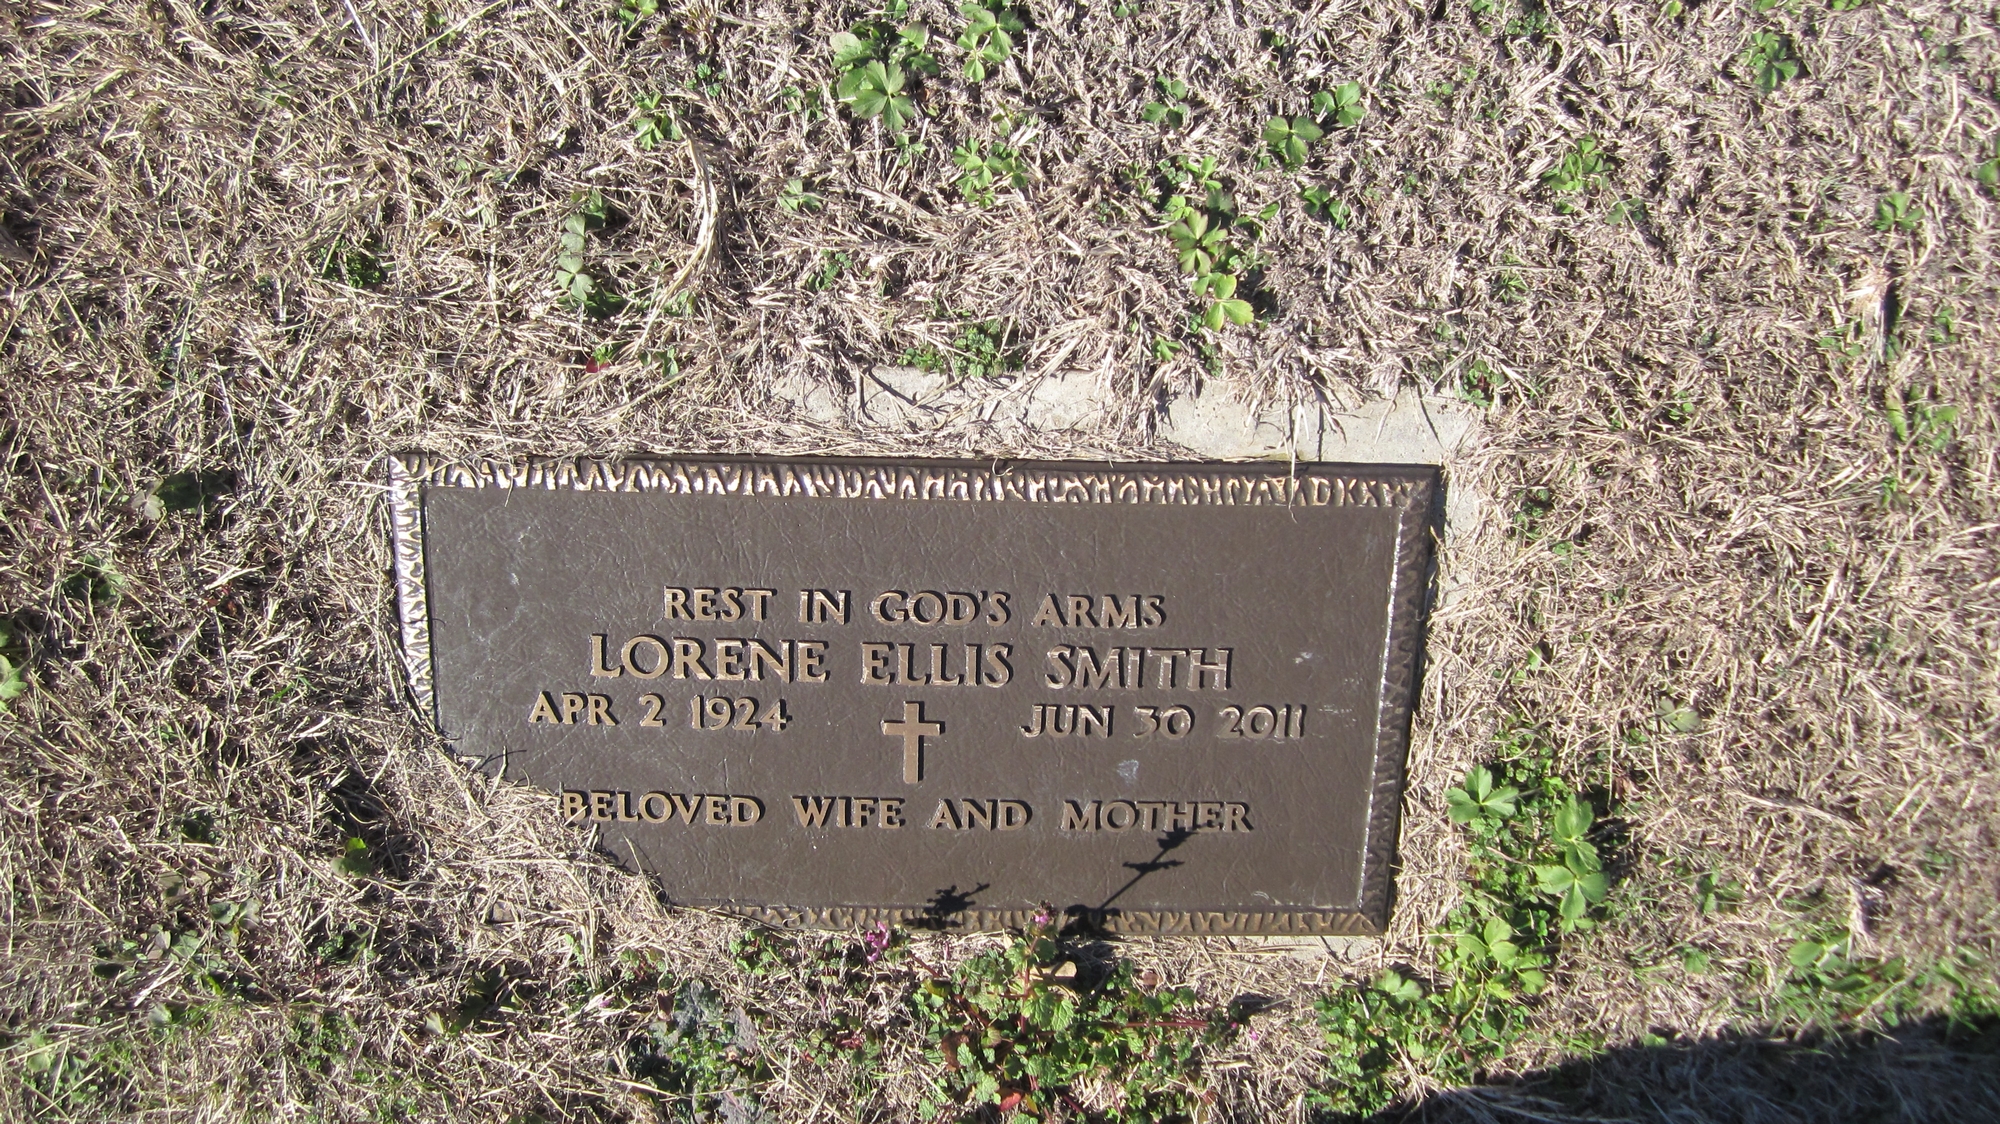 REST IN GOD'S ARMS
LORENE ELLIS SMITH
APR 2 1924 JUN 30 2011
BELOVED WIFE AND MOTHER